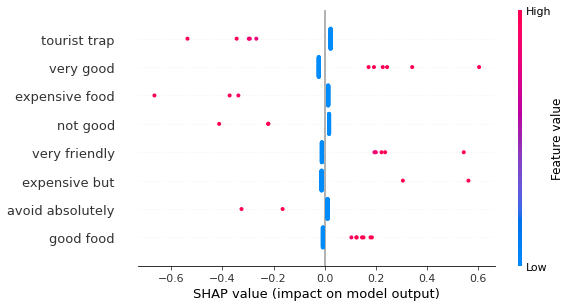 High
tourist trap
very good
expensive food
not good
very friendly
expensive but
avoid absolutely
good food
Feature value
Low
−0.6 −0.4 −0.2 0.0 0.2 0.4 0.6
SHAP value (impact on model output)